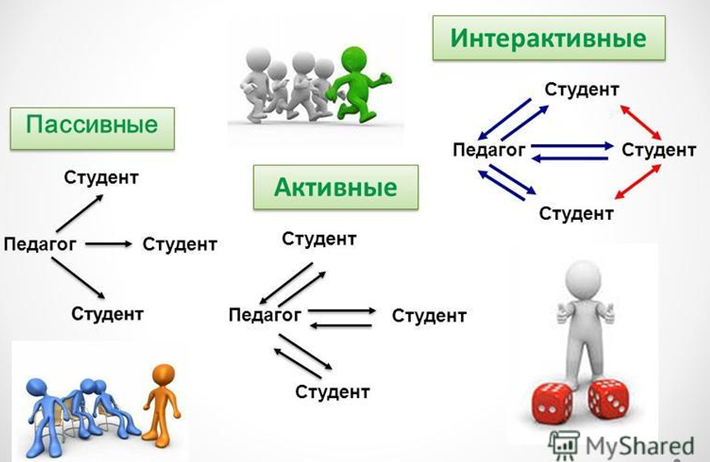 Интерактивные
Студент
Педагог Студент
Студент
Пассивные
Студент
Педагог Студент
Студент
Активные
Студент
Педагог Студент
Студент
MyShared